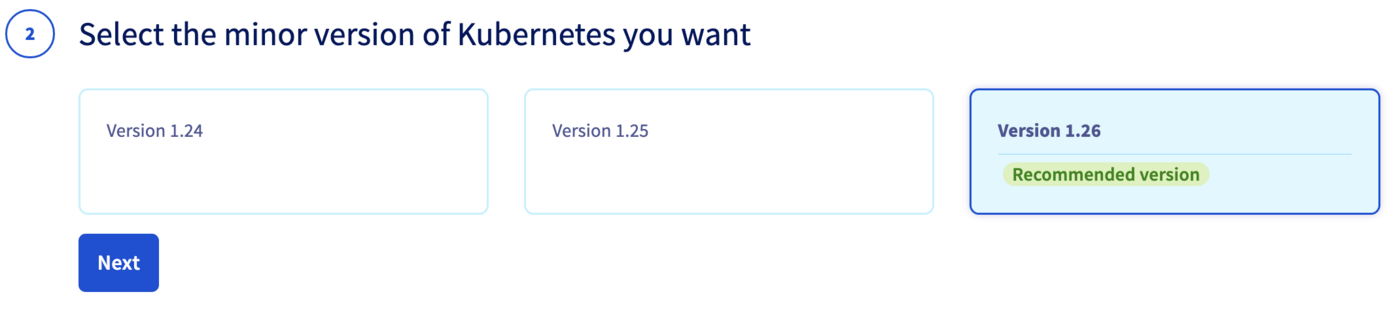 2 Select the minor version of Kubernetes you want
Version 1.24
Version 1.25
Version 1.26
Recommended version
Next